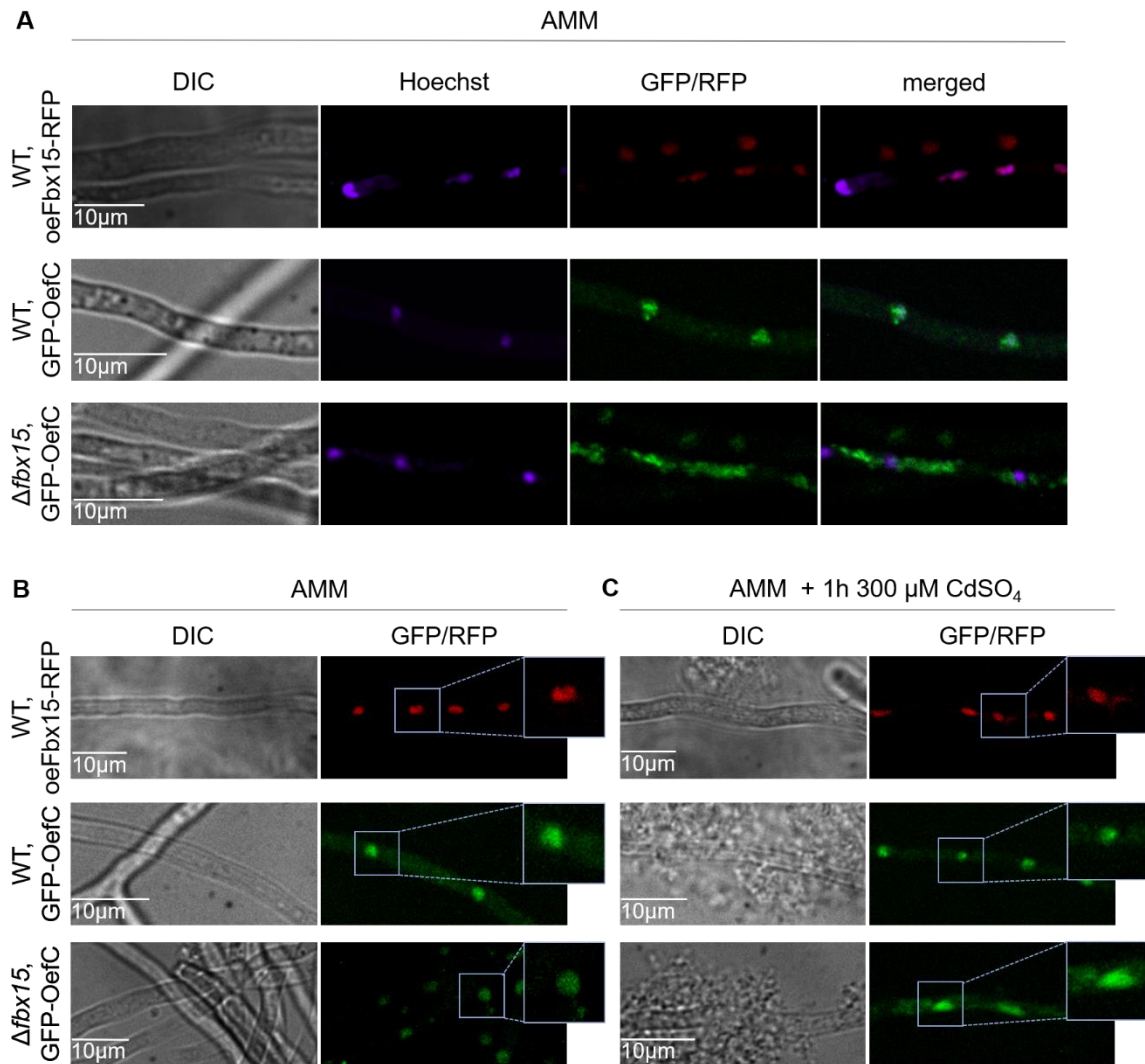 A
AMM
DIC Hoechst GFP/RFP merged
WT,
oeFbx15-RFP
10µm
WT,
GFP-OefC
10µm
Δfbx15,
GFP-OefC
10µm
B
AMM
C
AMM + 1h 300 µM CdSO₄
DIC GFP/RFP DIC GFP/RFP
WT,
oeFbx15-RFP
10µm 10µm
WT,
GFP-OefC
10µm 10µm
Δfbx15,
GFP-OefC
10µm 10µm